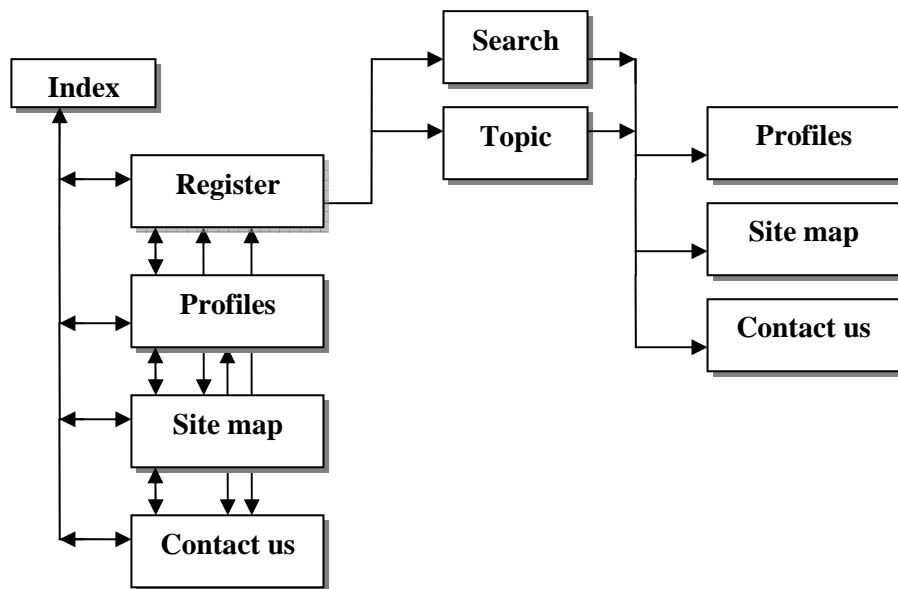 Index
Register
Profiles
Site map
Contact us
Search
Topic
Profiles
Site map
Contact us